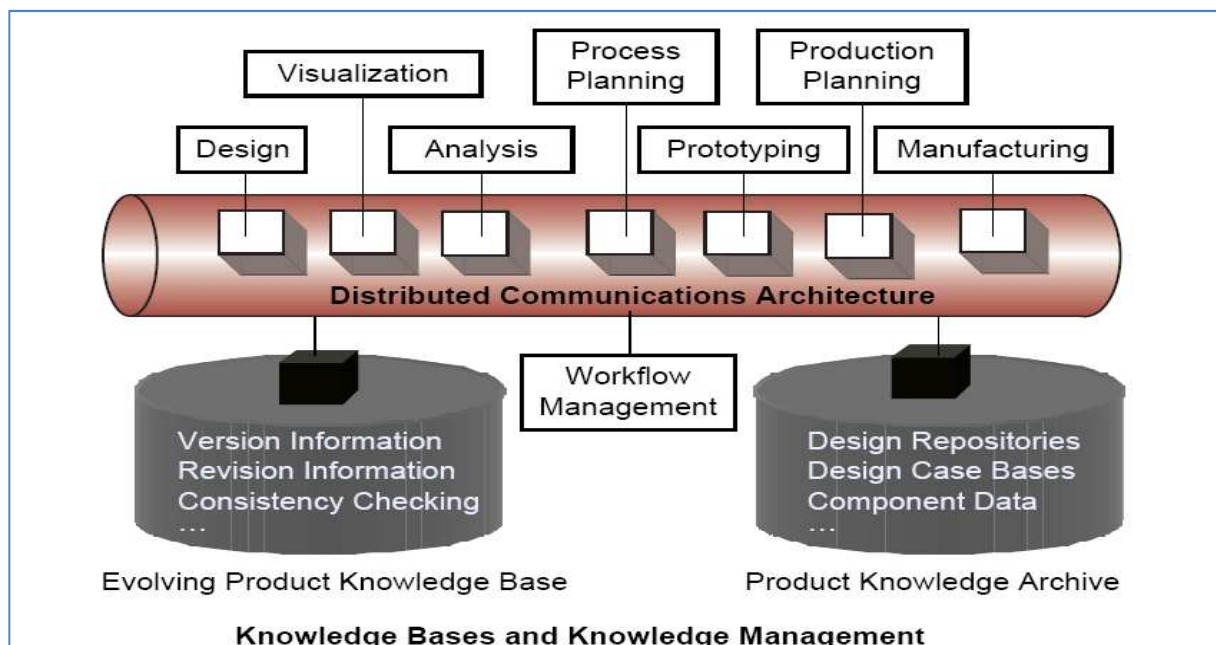 Visualization
Process
Planning
Production
Planning
Design
Analysis
Prototyping
Manufacturing
Distributed Communications Architecture
Workflow
Management
Version Information
Revision Information
Consistency Checking
...
Design Repositories
Design Case Bases
Component Data
...
Evolving Product Knowledge Base
Product Knowledge Archive
Knowledge Bases and Knowledge Management